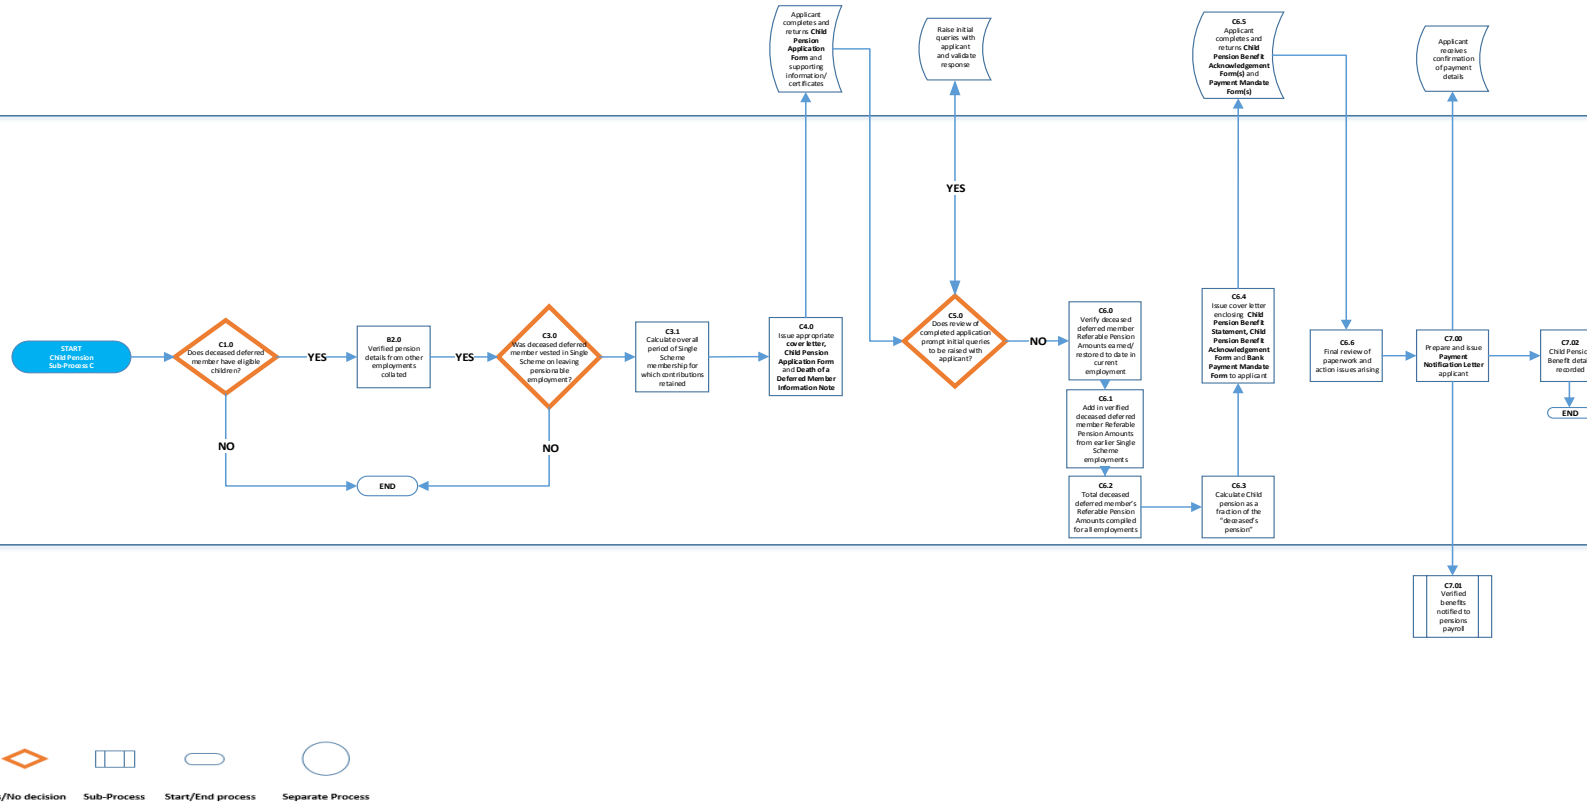 Applicant
completes and
returns Child
Pension
Application
Form and
supporting
information/
certificates
Raise initial
queries with
applicant
and validate
response
C6.5
Applicant
completes and
returns Child
Pension Benefit
Acknowledgement
Form(s) and
Payment Mandate
Form(s)
Applicant
receives
confirmation
of payment
details
YES
START
Child Pension
Sub-Process C
C1.0
Does deceased deferred
member have eligible
children?
YES
B2.0
Verified pension
details from other
employments
collated
YES
C3.0
Was deceased deferred
member vested in Single
Scheme on leaving
pensionable
employment?
C3.1
Calculate overall
period of Single
Scheme
membership for
which contributions
retained
C4.0
Issue appropriate
cover letter,
Child Pension
Application Form
and Death of a
Deferred Member
Information Note
C5.0
Does review of
completed application
prompt initial queries
to be raised with
applicant?
NO
C6.0
Verify deceased
deferred member
Referable Pension
Amounts earned/
restored to date in
current
employment
C6.1
Add in verified
deceased deferred
member Referable
Pension Amounts
from earlier Single
Scheme
employments
C6.2
Total deceased
deferred member's
Referable Pension
Amounts compiled
for all employments
C6.3
Calculate Child
pension as a
fraction of the
"deceased's
pension"
C6.4
Issue cover letter
enclosing Child
Pension Benefit
Statement, Child
Pension Benefit
Acknowledgement
Form and Bank
Payment Mandate
Form to applicant
C6.6
Final review of
paperwork and
action issues arising
C7.00
Prepare and issue
Payment
Notification Letter
applicant
C7.02
Child Pensio
Benefit detai
recorded
END
NO
NO
END
C7.01
Verified
benefits
notified to
pensions
payroll
s/No decision
Sub-Process
Start/End process
Separate Process